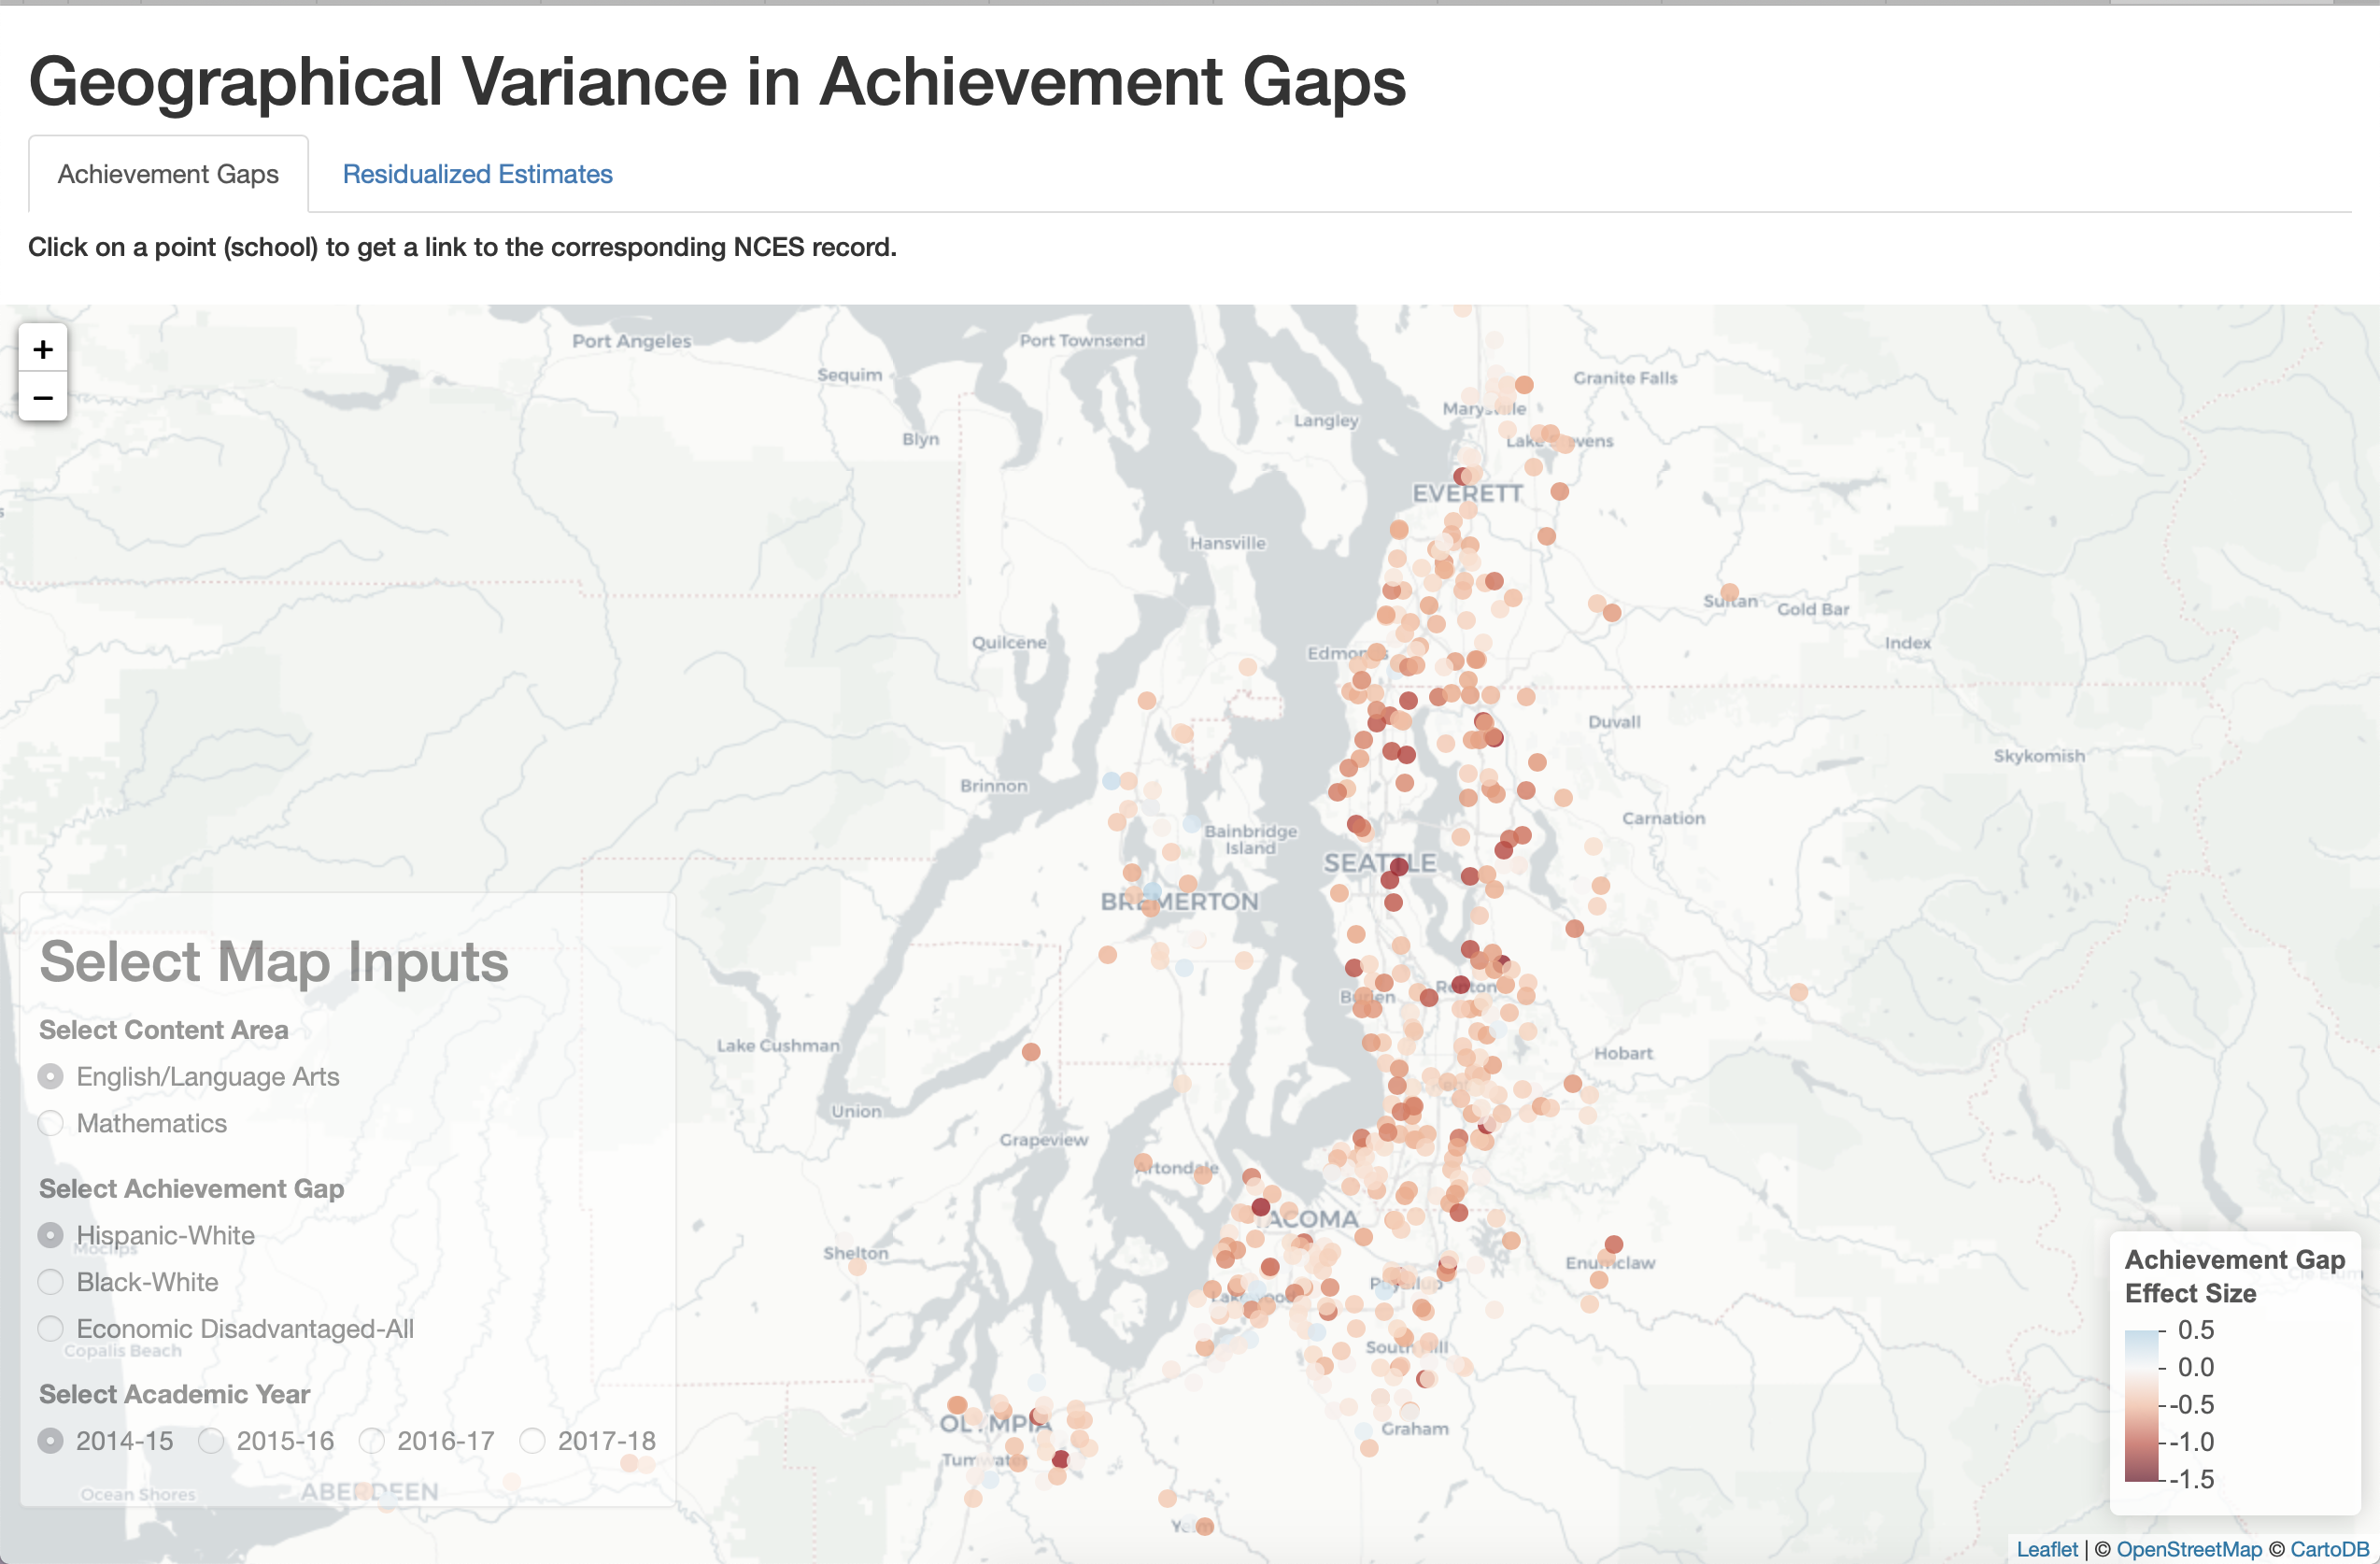 Geographical Variance in Achievement Gaps
Achievement Gaps
Residualized Estimates
Click on a point (school) to get a link to the corresponding NCES record.
+
−
Port Angeles
Port Townsend
Sequim
Granite Falls
Marysville
Langley
Blyn
Lake Stevens
EVERETT
Hansville
Sultan
Gold Bar
Quilcene
Index
Edmonds
Duvall
Skykomish
Brinnon
Carnation
Bainbridge
Island
SEATTLE
BREMERTON
Select Map Inputs
Burien
Renton
Select Content Area
Lake Cushman
Hobart
English/Language Arts
Union
Mathematics
Grapeview
Artondale
Select Achievement Gap
TACOMA
Hispanic-White
Moclips
Shelton
Enumclaw
Cle Elum
Black-White
Puyallup
Lakewood
Economic Disadvantaged-All
Copalis Beach
South Hill
Select Academic Year
OLYMPIA
Graham
2014-15
2015-16
2016-17
2017-18
Tumwater
ABERDEEN
Ocean Shores
Yelm
Achievement Gap
Effect Size
0.5
0.0
-0.5
-1.0
-1.5
Leaflet | © OpenStreetMap © CartoDB